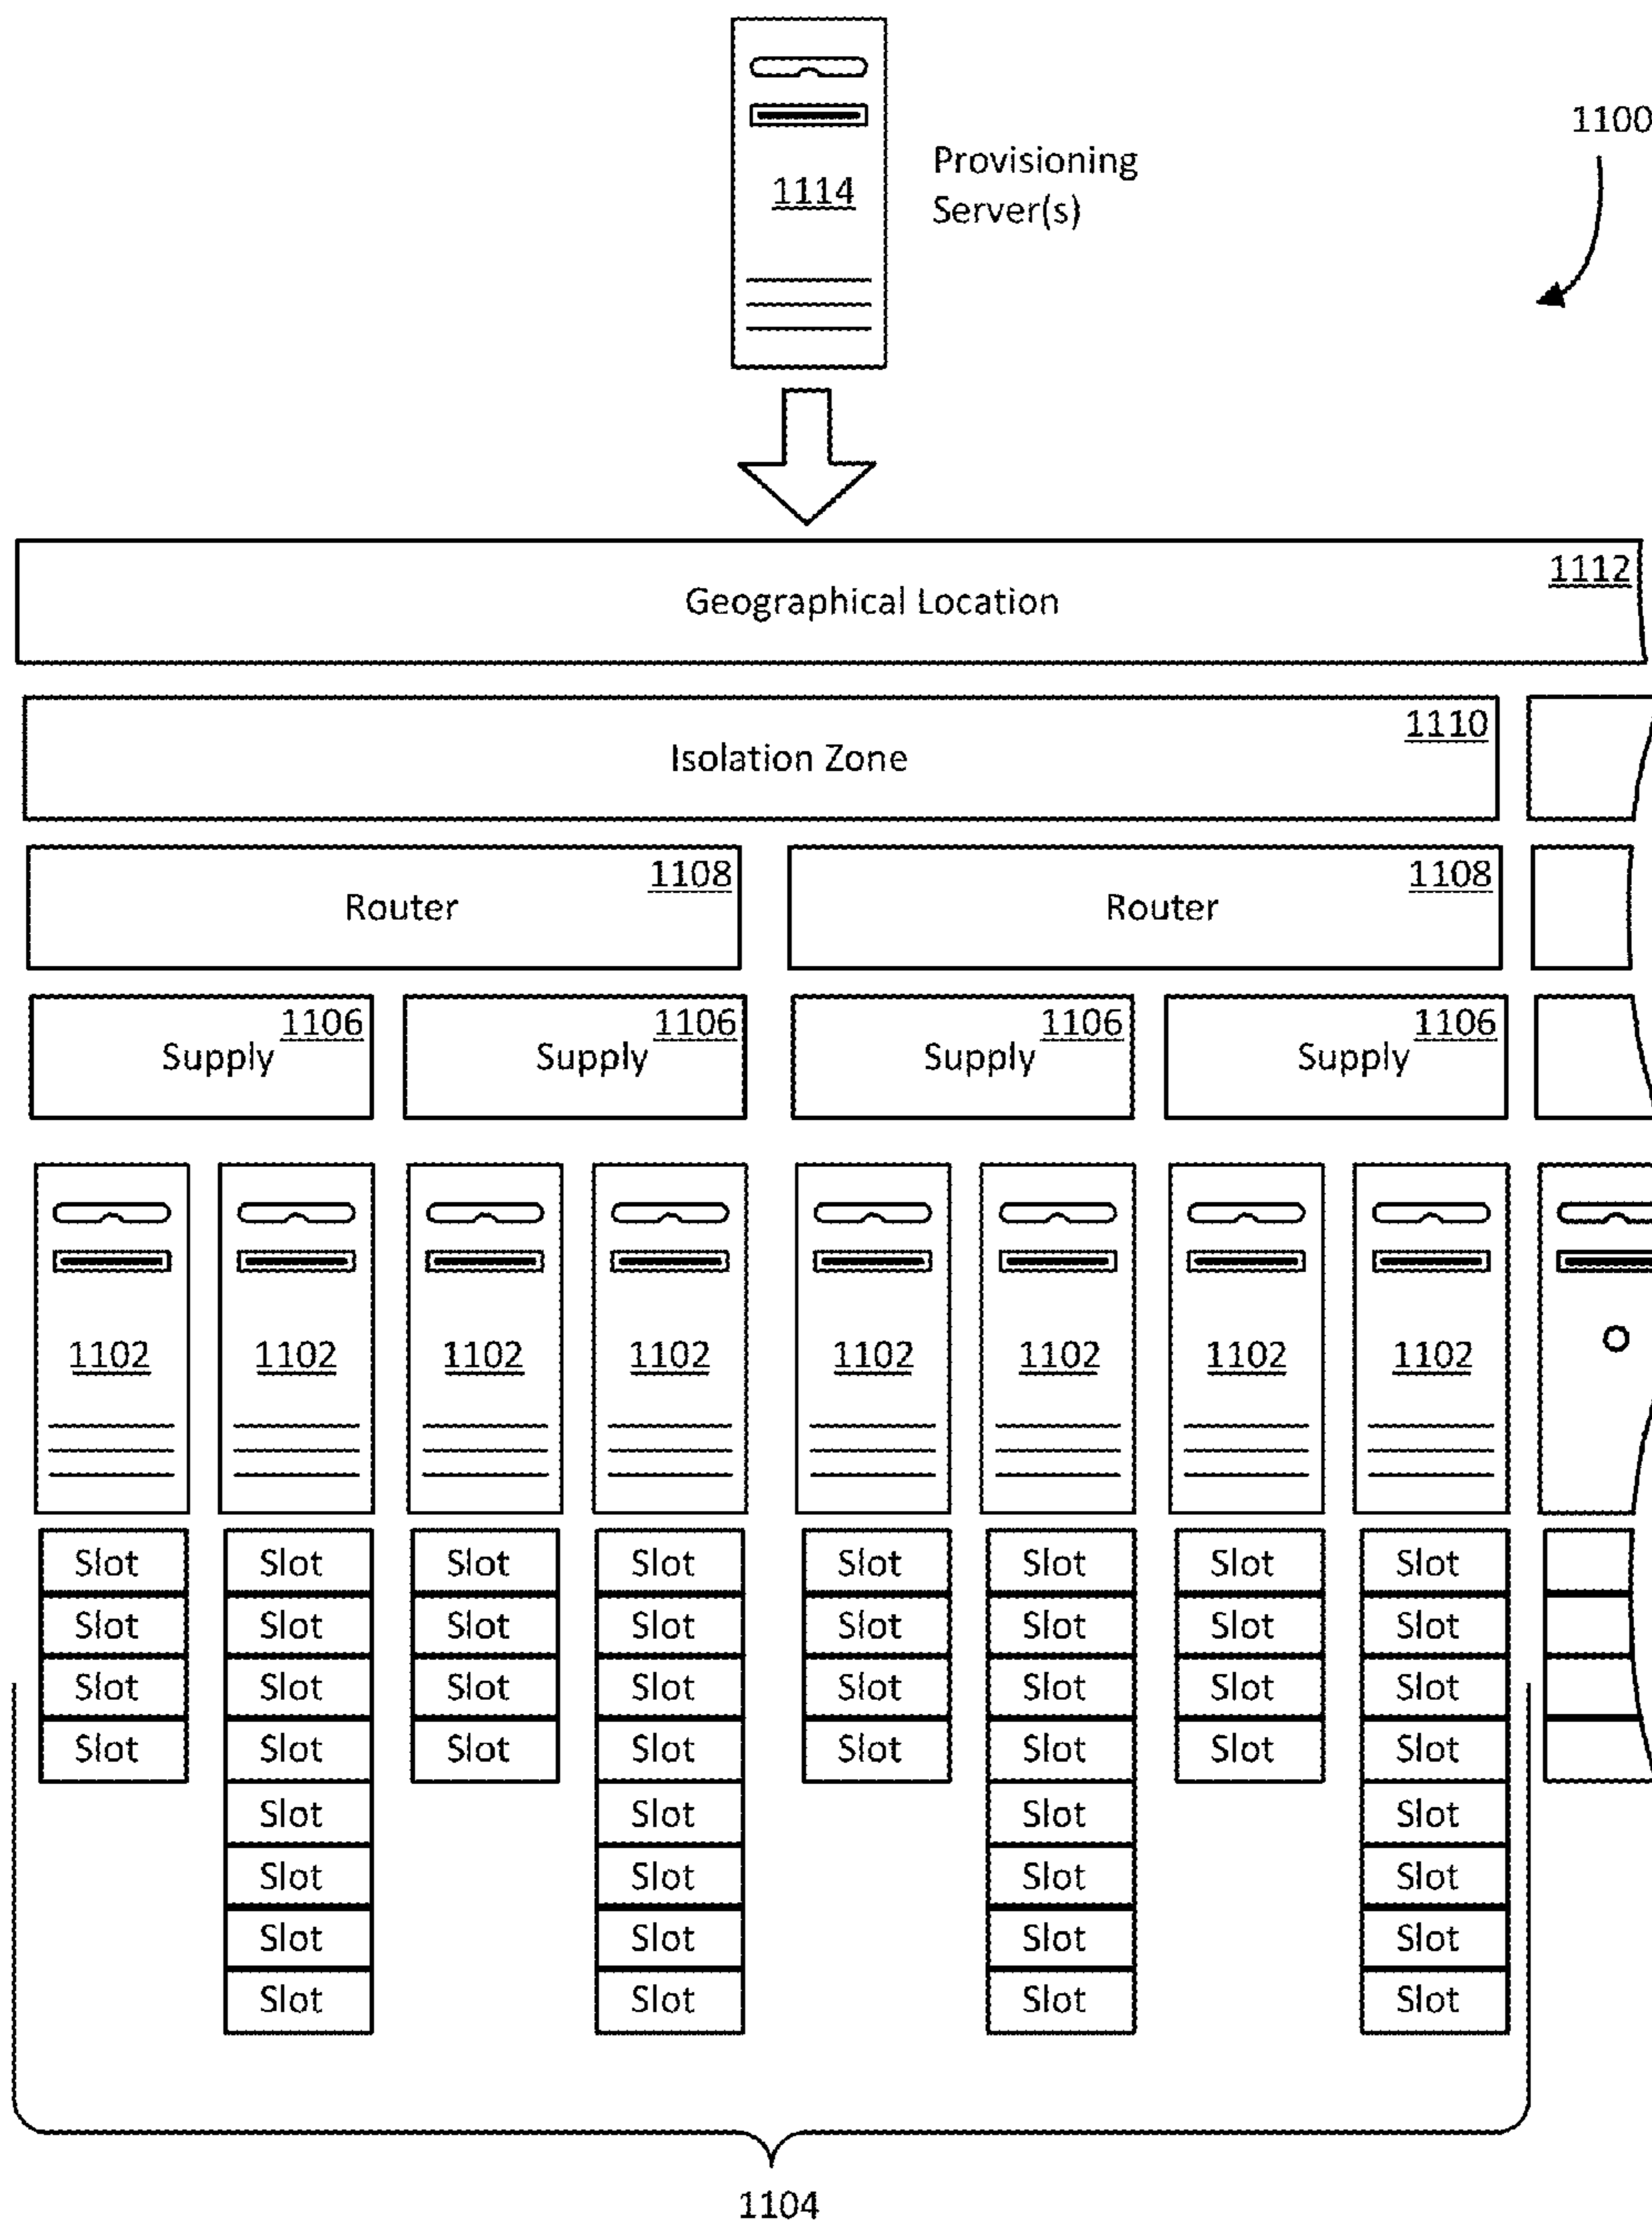 1100
Provisioning
Server(s)
1114
1112
Geographical Location
1110
Isolation Zone
1108 1108
Router Router
1106 1106 1106 1106
Supply Supply Supply Supply
1102 1102 1102 1102 1102 1102 1102 1102
Slot Slot Slot Slot Slot Slot Slot Slot
Slot Slot Slot Slot Slot Slot Slot Slot
Slot Slot Slot Slot Slot Slot Slot Slot
Slot Slot Slot Slot Slot Slot Slot Slot
Slot Slot Slot Slot
Slot Slot Slot Slot
Slot Slot Slot Slot
Slot Slot Slot Slot
1104